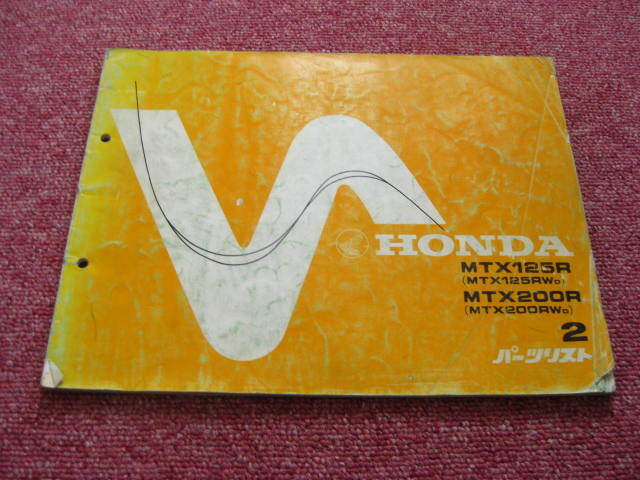 HONDA
MTX125R
(MTX125RWD)
MTX200R
(MTX200RWD)
2
パーツリスト